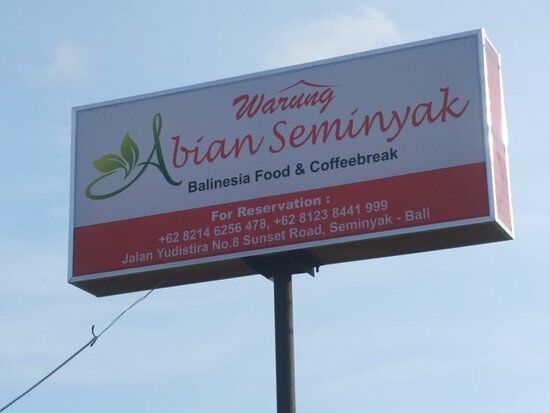 Warung
Abian Seminyak
Balinesia Food & Coffeebreak
For Reservation :
+62 8214 6256 478, +62 8123 8441 999
Jalan Yudistira No.8 Sunset Road, Seminyak - Bali